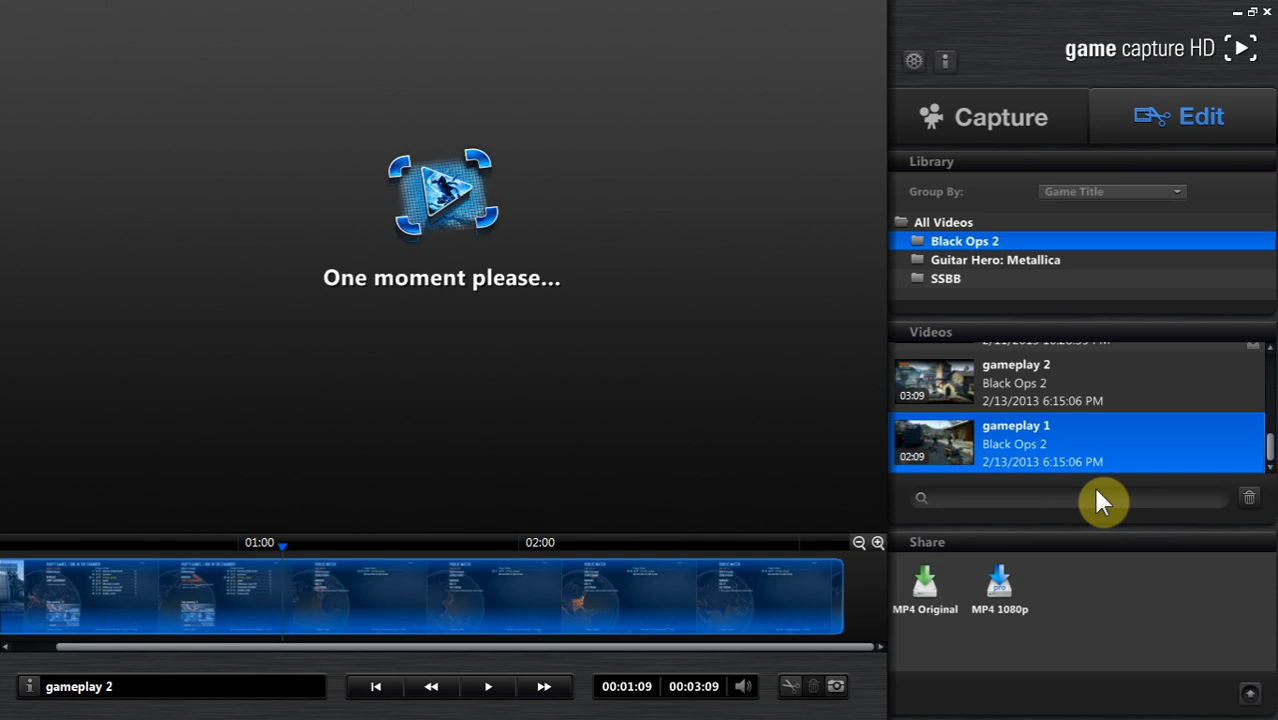 game capture HD
Capture
Edit
Library
Group By:
Game Title
All Videos
Black Ops 2
Guitar Hero: Metallica
SSBB
One moment please...
Videos
gameplay 2
Black Ops 2
03:09
2/13/2013 6:15:06 PM
gameplay 1
Black Ops 2
02:09
2/13/2013 6:15:06 PM
01:00
02:00
Share
MP4 Original
MP4 1080p
pro
gameplay 2
00:01:09
00:03:09